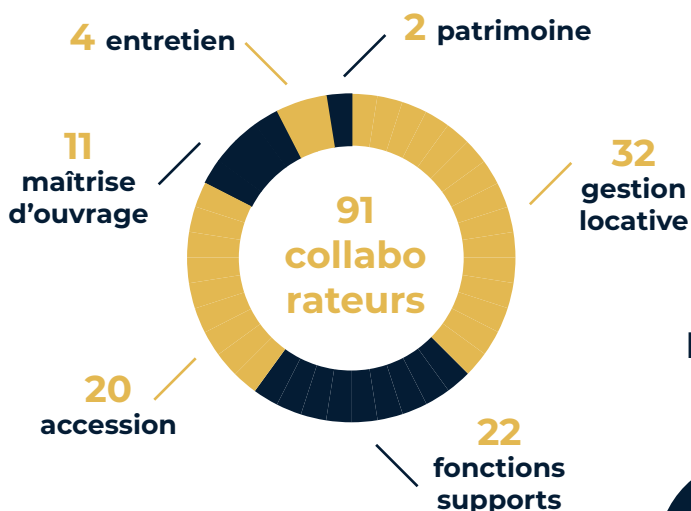 4 entretien
2 patrimoine
11
maîtrise
d'ouvrage
32
gestion
locative
91
collabo
rateurs
20
accession
22
fonctions
supports